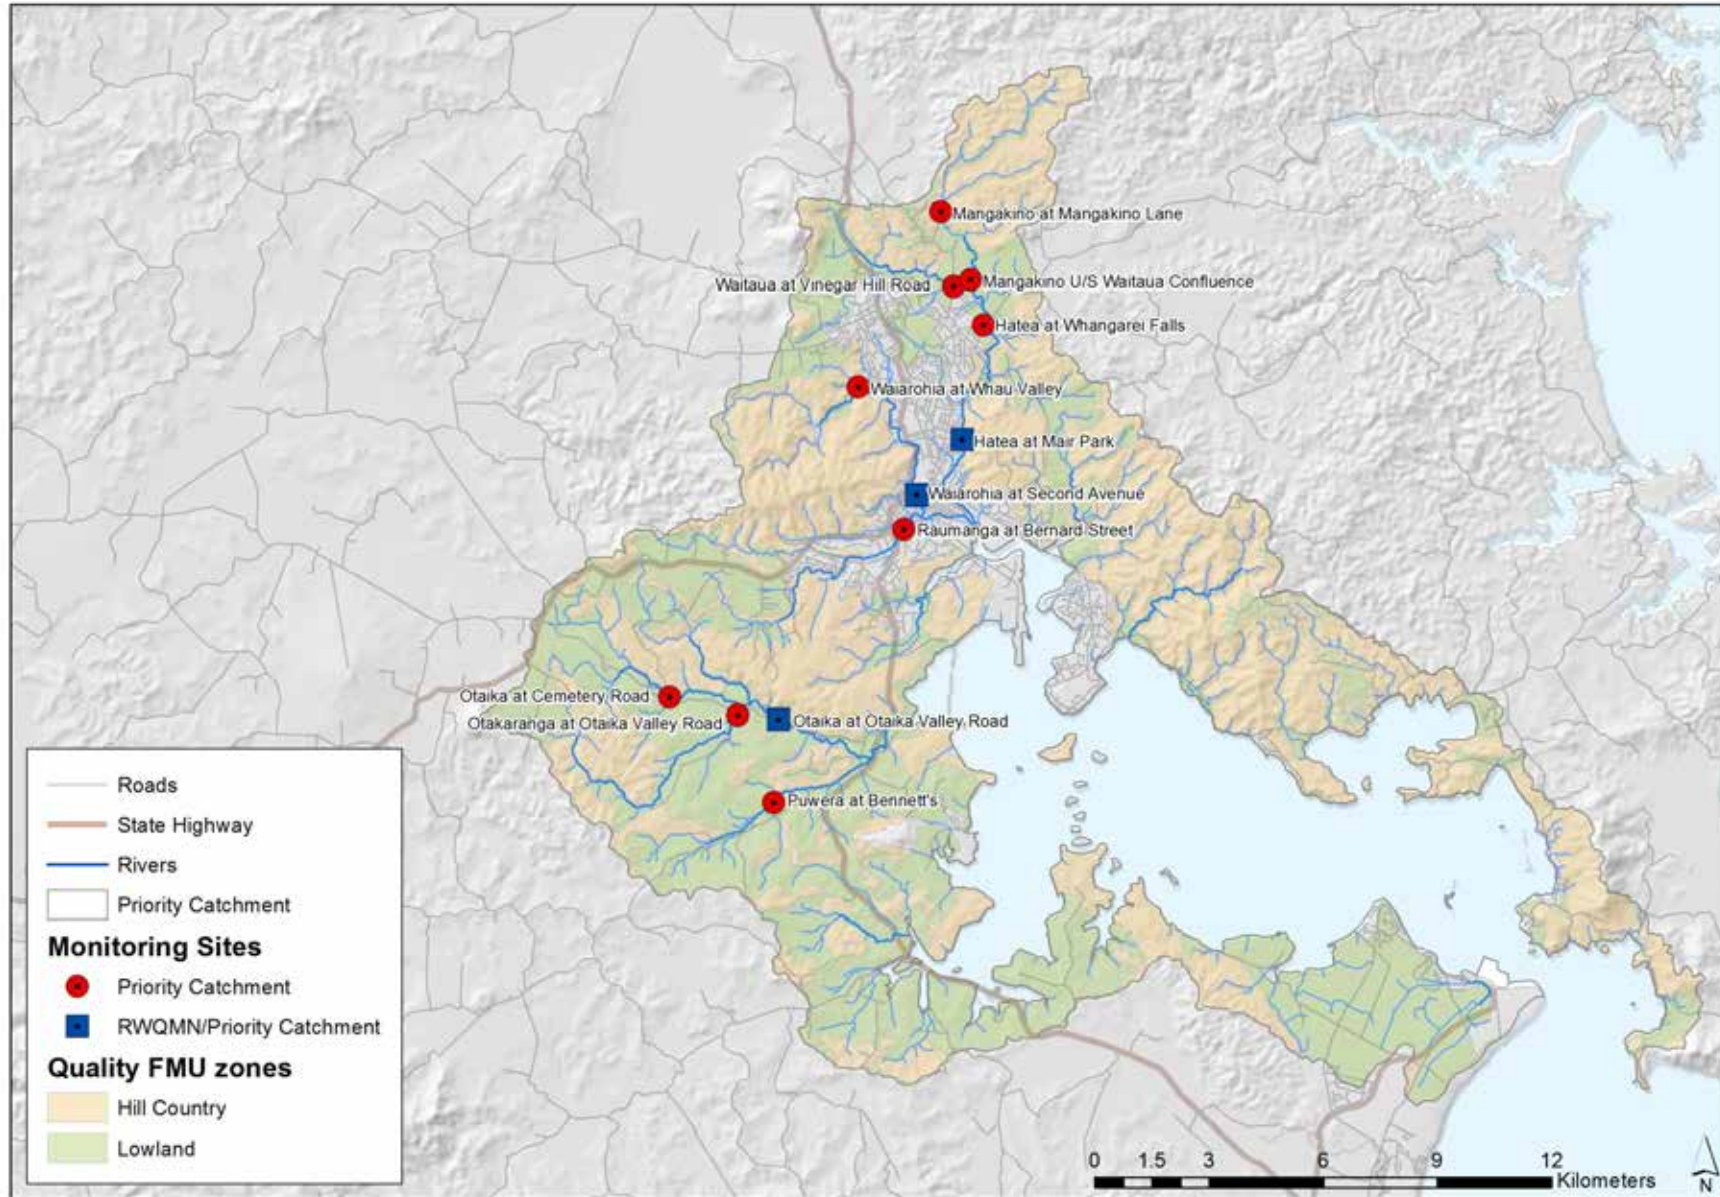 Mangakino at Mangakino Lane
Waitaua at Vinegar Hill Road
Mangakino U/S Waitaua Confluence
Hatea at Whangarei Falls
Waiarohia at Whau Valley
Hatea at Mair Park
Waiarohia at Second Avenue
Raumanga at Bernard Street
Otaika at Cemetery Road
Otakaranga at Otaika Valley Road
Otaika at Otaika Valley Road
Puwera at Bennett's
Roads
State Highway
Rivers
Priority Catchment
Monitoring Sites
Priority Catchment
RWQMN/Priority Catchment
Quality FMU zones
Hill Country
Lowland
0 1.5 3 6 9 12
Kilometers
N